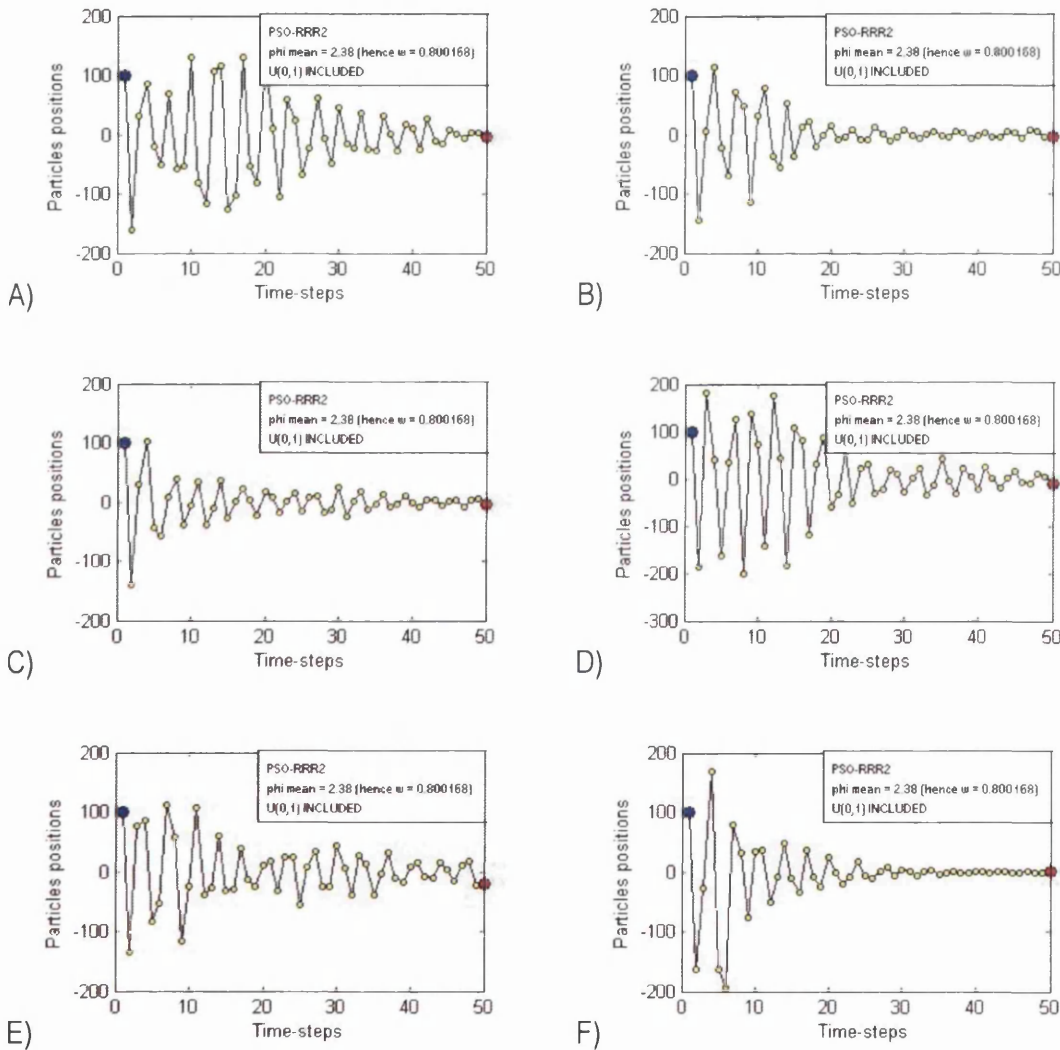 200
100
0
-100
-200
Particles positions
0 10 20 30 40 50
Time-steps
PSO-RRR2
phi mean = 2.38 (hence w = 0.800168)
U(0,1) INCLUDED
A)
200
100
0
-100
-200
Particles positions
0 10 20 30 40 50
Time-steps
PSO-RRR2
phi mean = 2.38 (hence w = 0.800168)
U(0,1) INCLUDED
B)
200
100
0
-100
-200
Particles positions
0 10 20 30 40 50
Time-steps
PSO-RRR2
phi mean = 2.38 (hence w = 0.800168)
U(0,1) INCLUDED
C)
200
100
0
-100
-200
-300
Particles positions
0 10 20 30 40 50
Time-steps
PSO-RRR2
phi mean = 2.38 (hence w = 0.800168)
U(0,1) INCLUDED
D)
200
100
0
-100
-200
Particles positions
0 10 20 30 40 50
Time-steps
PSO-RRR2
phi mean = 2.38 (hence w = 0.800168)
U(0,1) INCLUDED
E)
200
100
0
-100
-200
Particles positions
0 10 20 30 40 50
Time-steps
PSO-RRR2
phi mean = 2.38 (hence w = 0.800168)
U(0,1) INCLUDED
F)